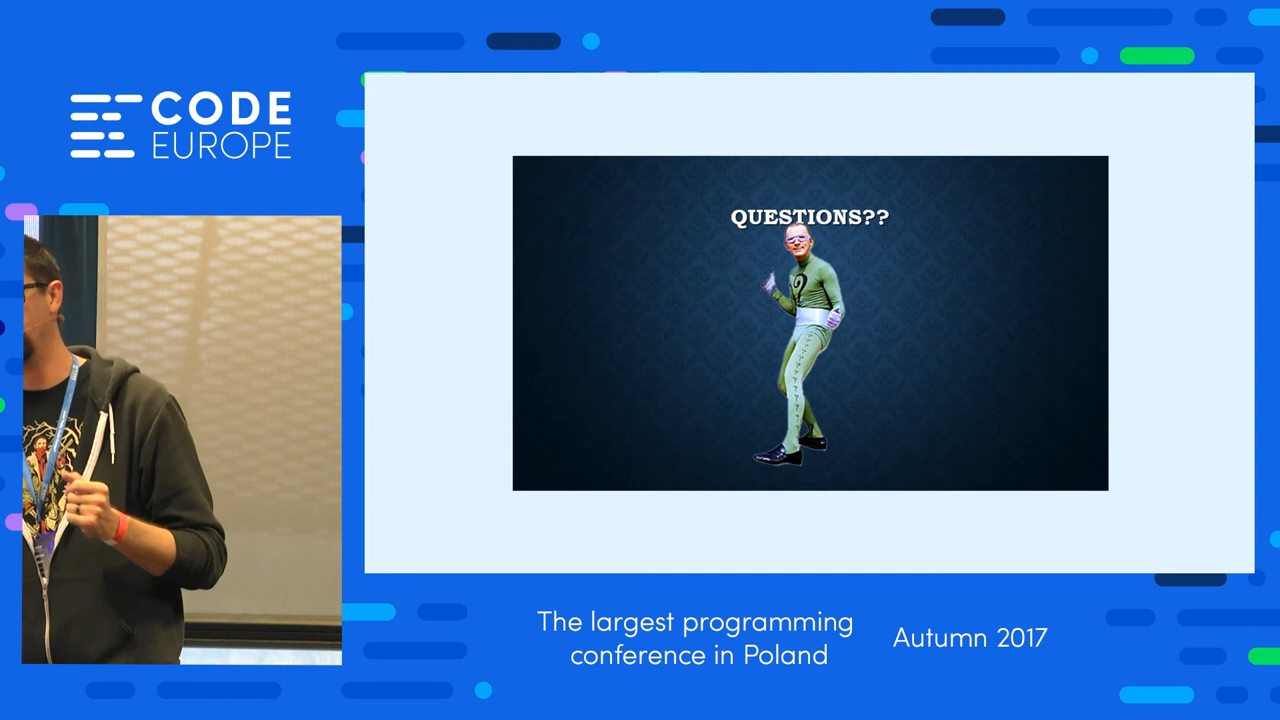 CODE
EUROPE
QUESTIONS??
?
The largest programming
conference in Poland
Autumn 2017